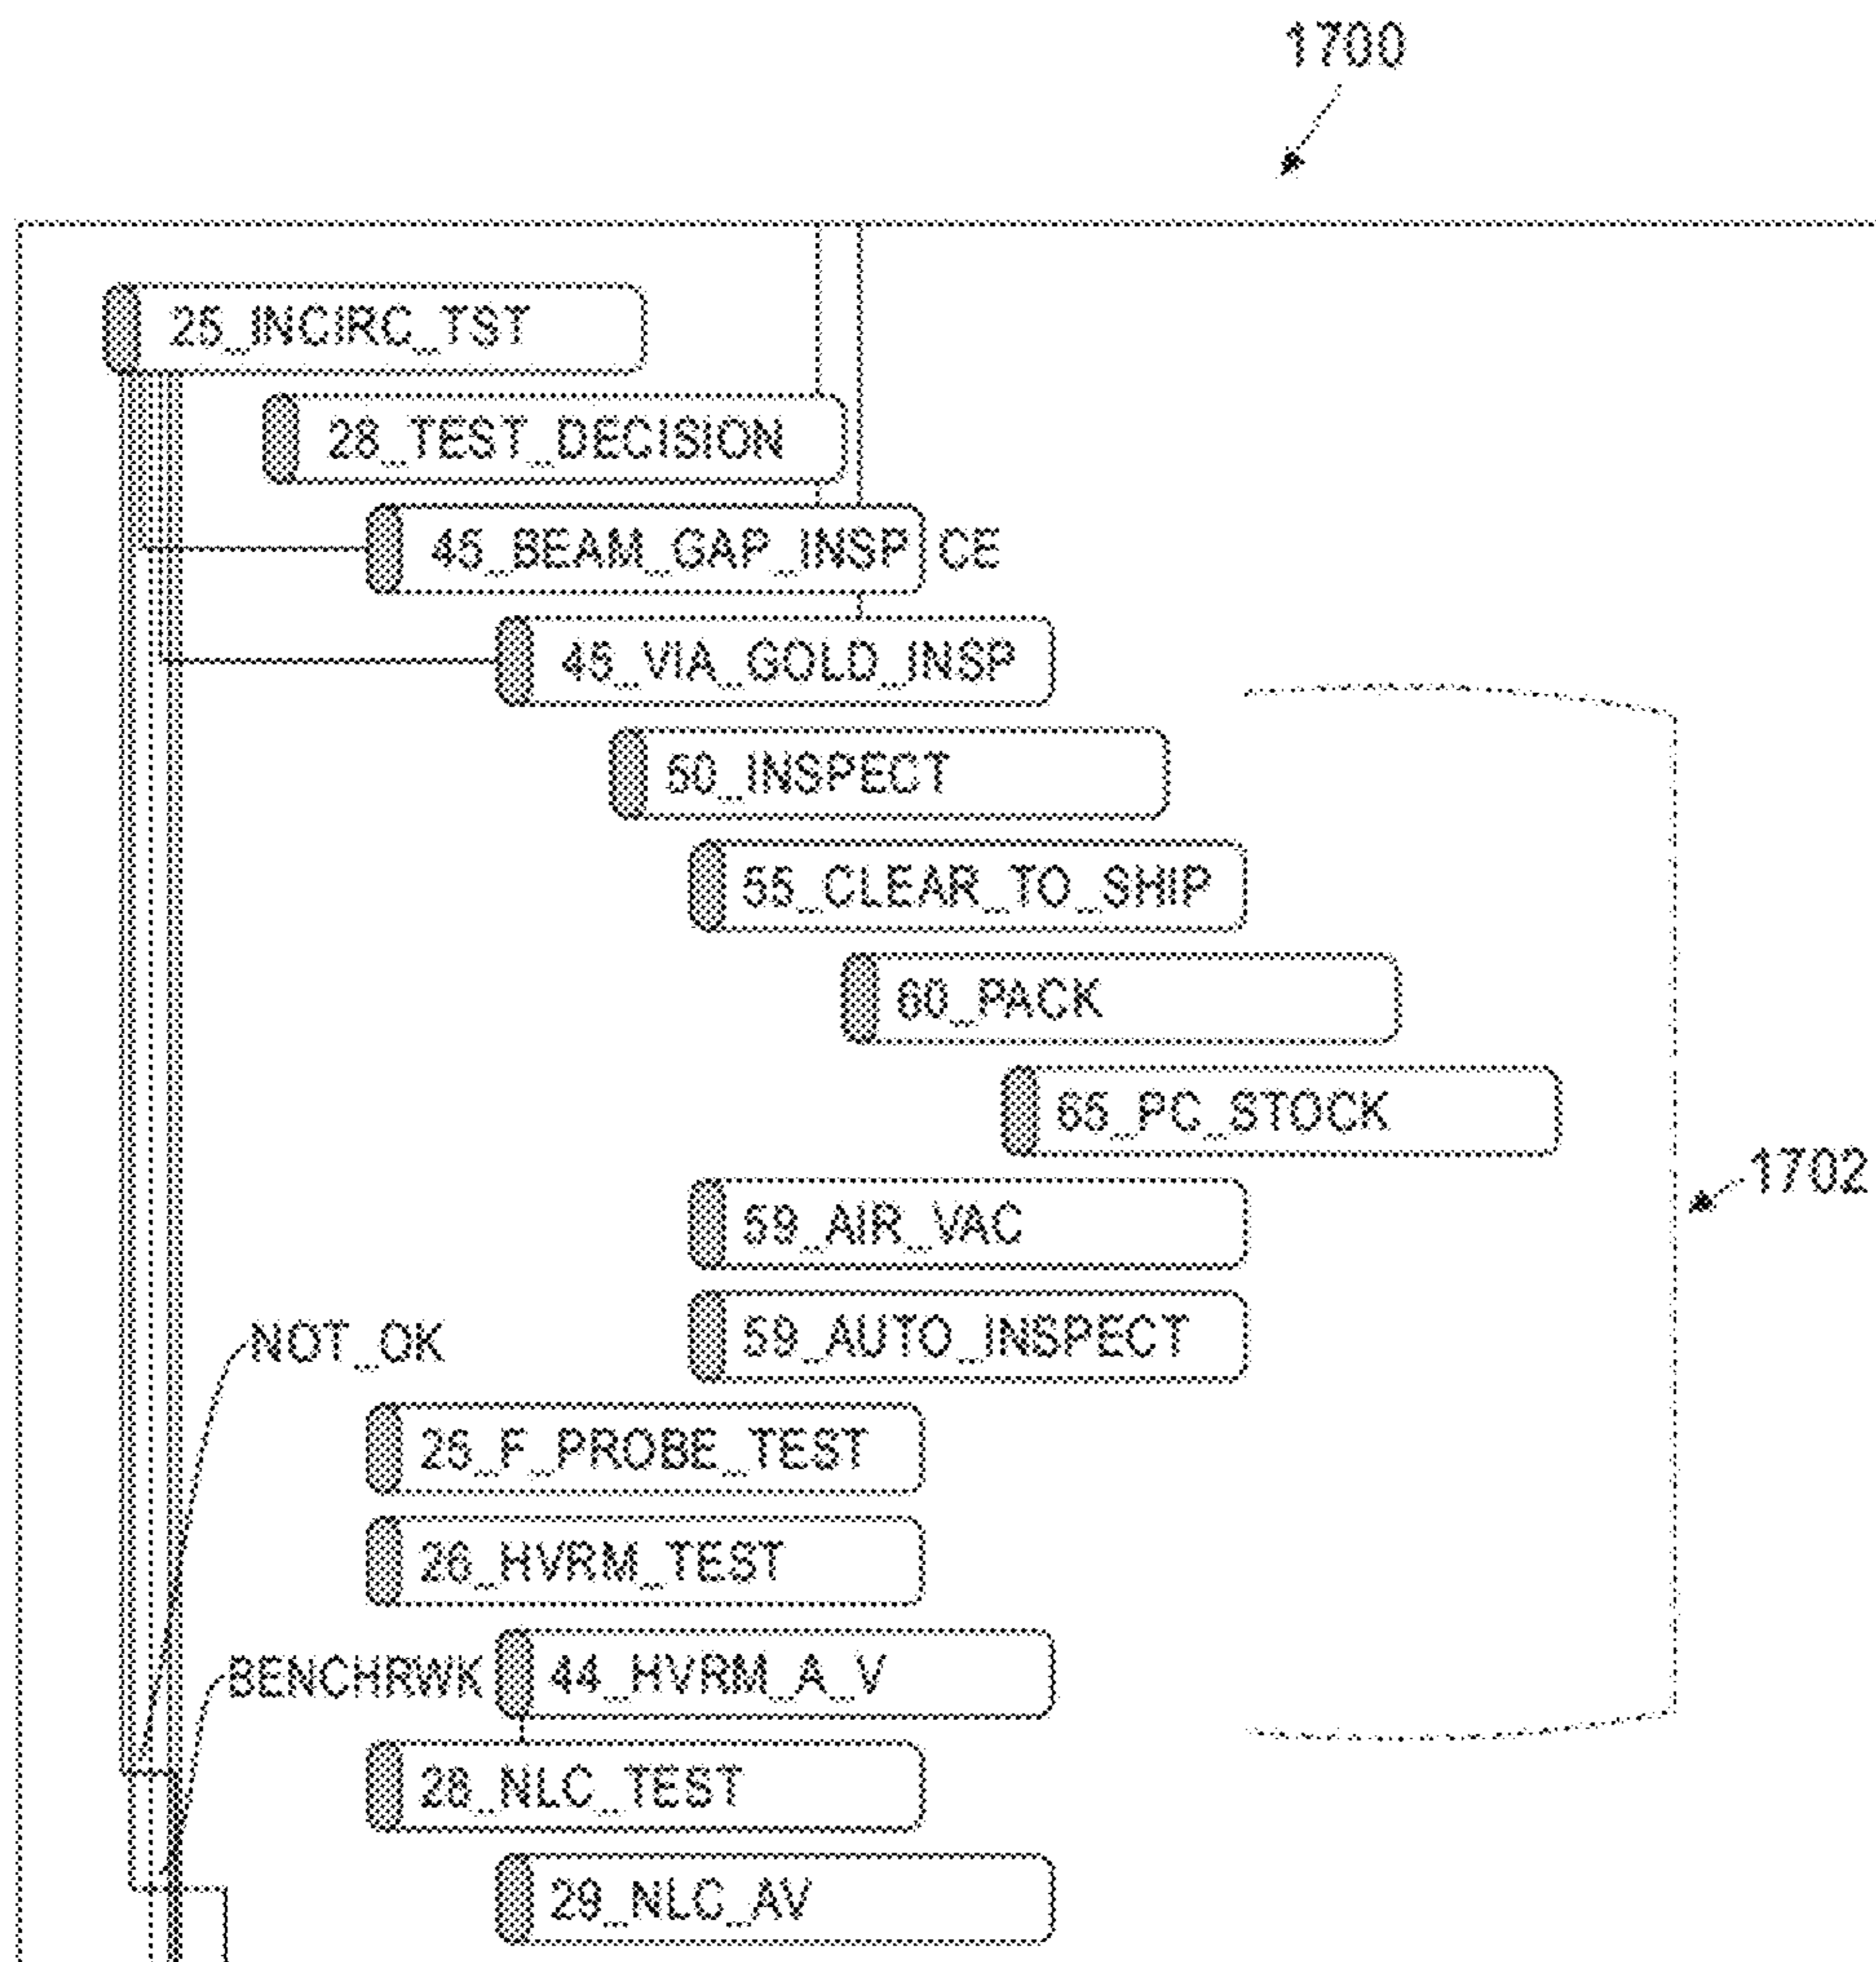 1700
25_INCIRC_TST
28_TEST_DECISION
45_BEAM_GAP_INSP CE
45_VIA_GOLD_INSP
50_INSPECT
55_CLEAR_TO_SHIP
60_PACK
65_PC_STOCK
1702
59_AIR_VAC
59_AUTO_INSPECT
NOT_OK
25_F_PROBE_TEST
26_HVRM_TEST
BENCHRWK 44_HVRM_A_V
28_NLC_TEST
29_NLC_AV